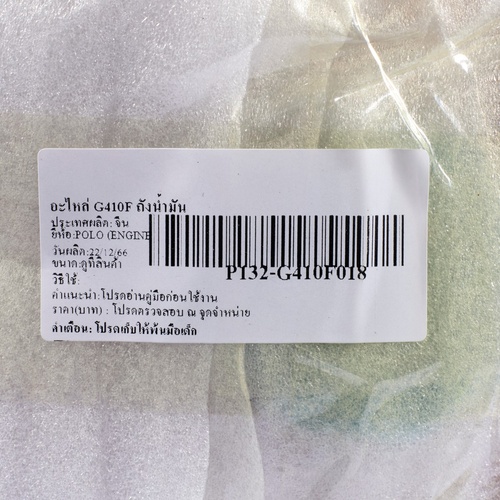 อะไหล่ G410F ถังน้ำมัน
ประเทศผลิต: จีน
ยี่ห้อ:POLO (ENGINE
วันผลิต:22/12/66
ขนาด:ดูที่สินค้า
P132-G410F018
วิธีใช้:
คำแนะนำ:โปรดอ่านคู่มือก่อนใช้งาน
ราคา(บาท) : โปรดตรวจสอบ ณ จุดจำหน่าย
คำเตือน: โปรดเก็บให้พ้นมือเด็ก